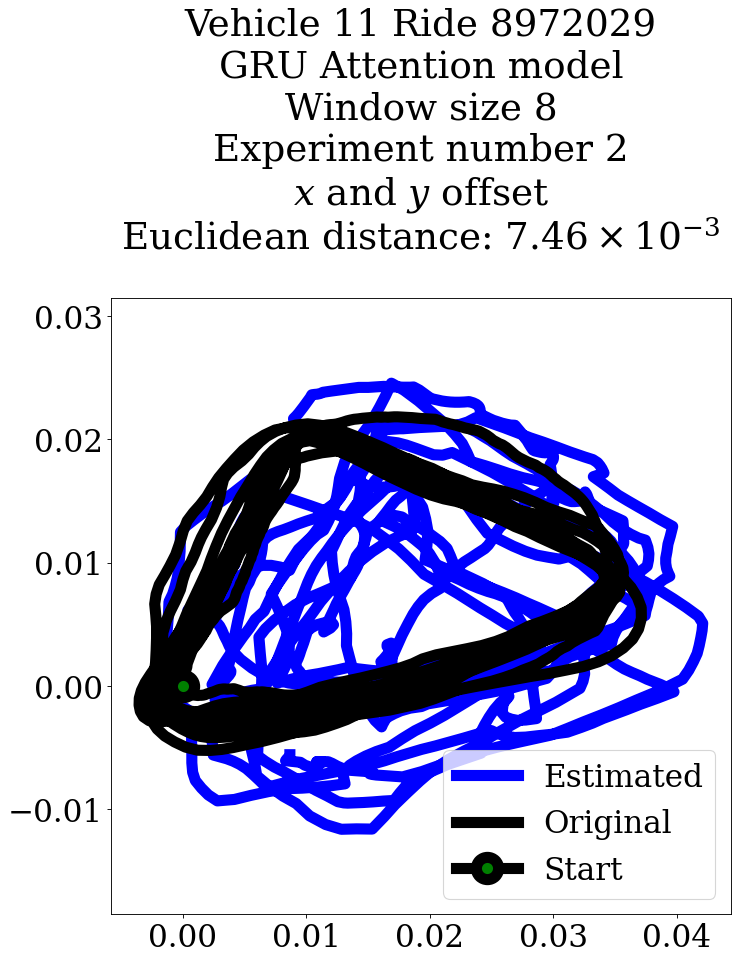 Vehicle 11 Ride 8972029
GRU Attention model
Window size 8
Experiment number 2
x and y offset
Euclidean distance: 7.46 × 10⁻³
0.03
0.02
0.01
0.00
−0.01
Estimated
Original
Start
0.00 0.01 0.02 0.03 0.04